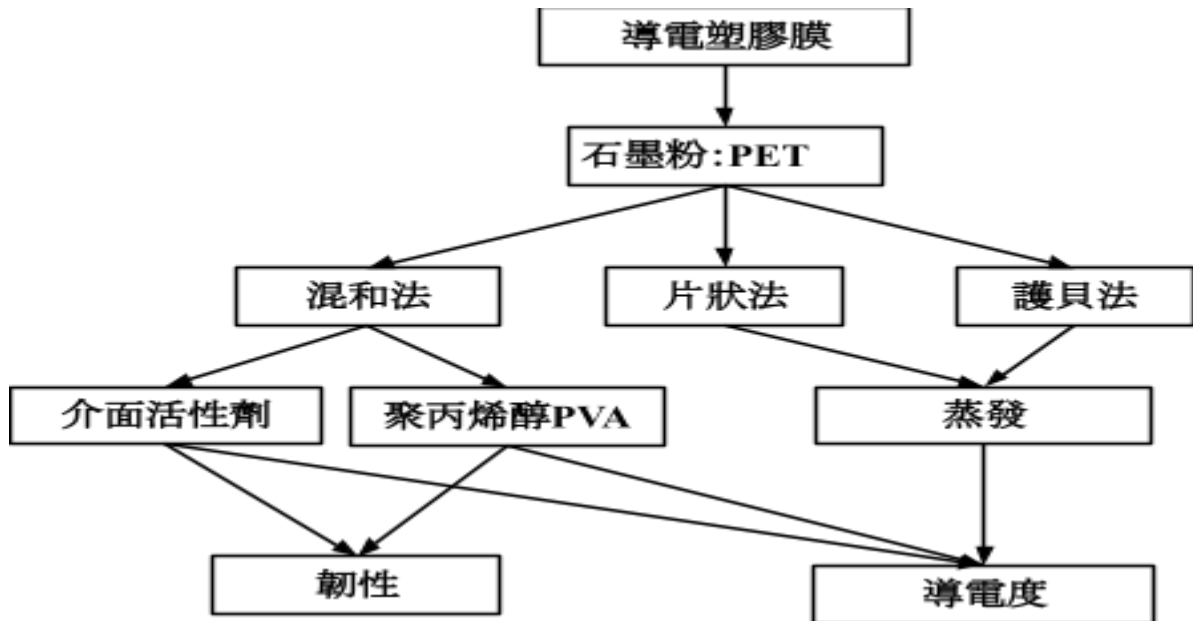 導電塑膠膜
石墨粉:PET
混和法
片狀法
護貝法
介面活性劑
聚丙烯醇PVA
蒸發
韌性
導電度